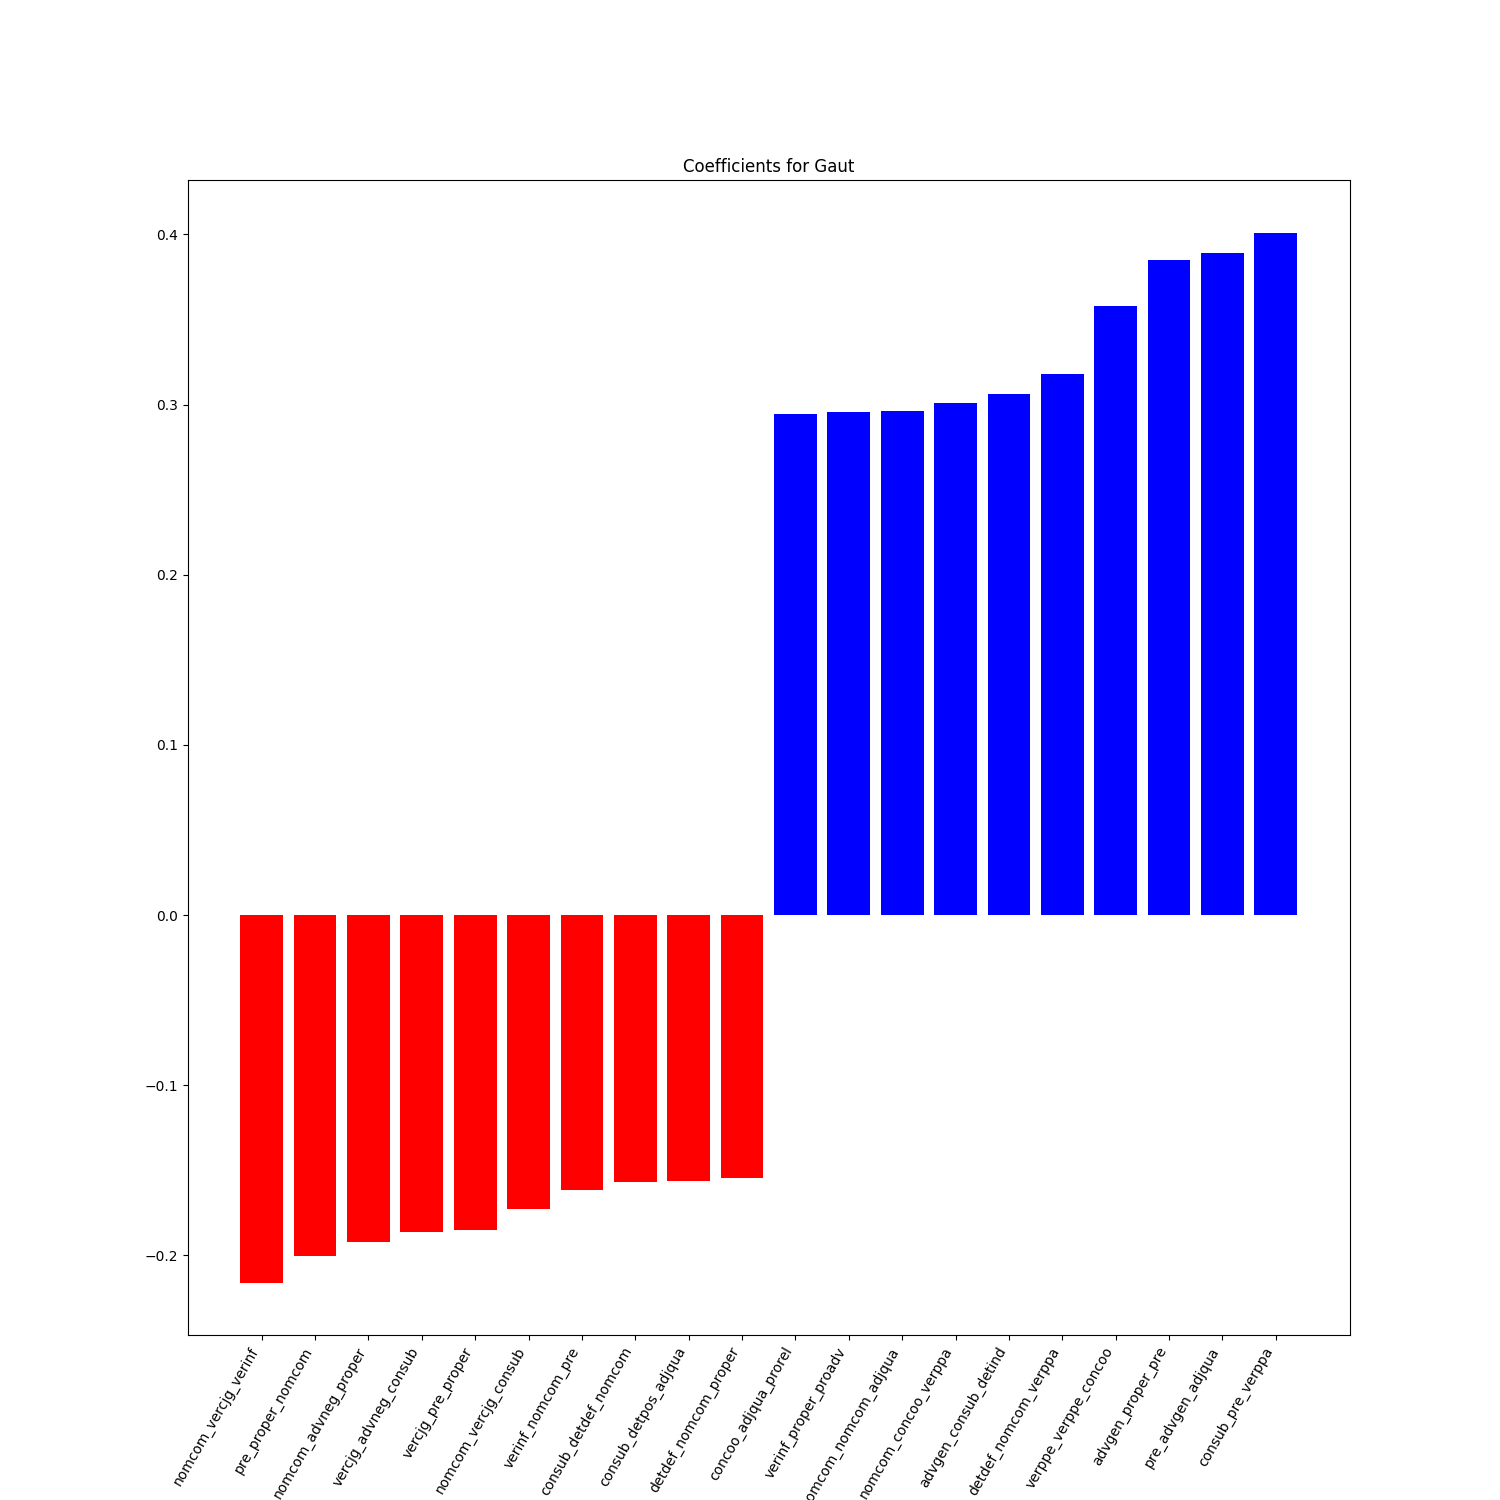 Coefficients for Gaut
0.4
0.3
0.2
0.1
0.0
−0.1
−0.2
nomcom_vercjg_verinf
pre_proper_nomcom
nomcom_advneg_proper
vercjg_advneg_consub
vercjg_pre_proper
nomcom_vercjg_consub
verinf_nomcom_pre
consub_detdef_nomcom
consub_detpos_adjqua
detdef_nomcom_proper
concoo_adjqua_prorel
verinf_proper_proadv
omcom_nomcom_adjqua
nomcom_concoo_verppa
advgen_consub_detind
detdef_nomcom_verppa
verppe_verppe_concoo
advgen_proper_pre
pre_advgen_adjqua
consub_pre_verppa